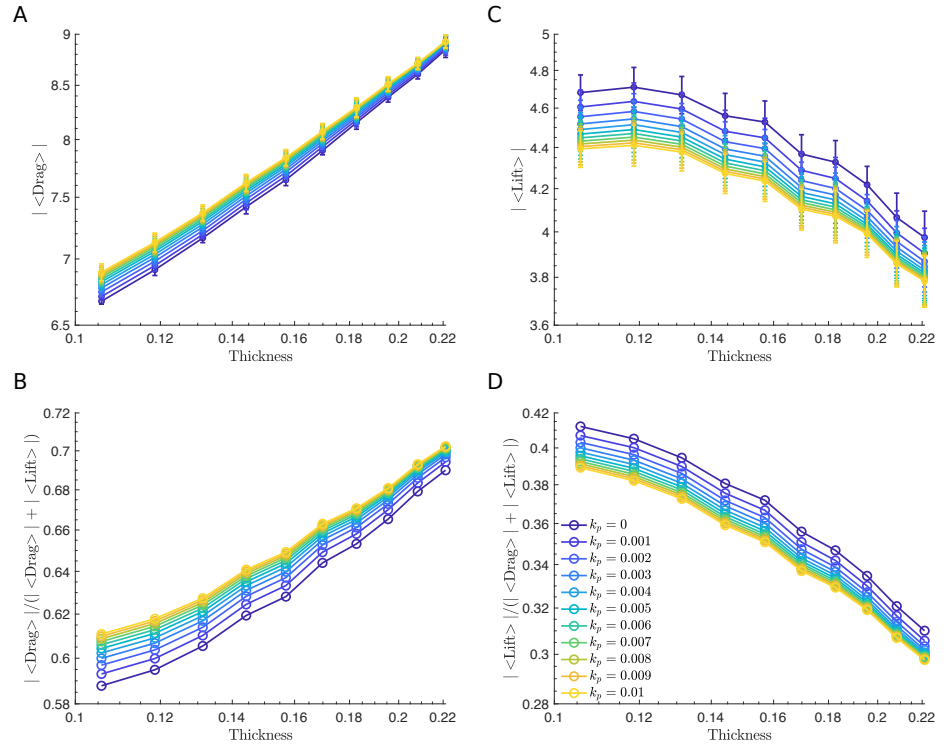 A
9
8.5
8
7.5
7
6.5
| <Drag> |
0.1
0.12
0.14
0.16
0.18
0.2
0.22
Thickness
C
5
4.8
4.6
4.4
4.2
4
3.8
3.6
| <Lift> |
0.1
0.12
0.14
0.16
0.18
0.2
0.22
Thickness
B
0.72
0.7
0.68
0.66
0.64
0.62
0.6
0.58
| <Drag> |/(| <Drag> | + | <Lift> |)
0.1
0.12
0.14
0.16
0.18
0.2
0.22
Thickness
D
0.42
0.4
0.38
0.36
0.34
0.32
0.3
0.28
| <Lift> |/(| <Drag> | + | <Lift> |)
k_p = 0
k_p = 0.001
k_p = 0.002
k_p = 0.003
k_p = 0.004
k_p = 0.005
k_p = 0.006
k_p = 0.007
k_p = 0.008
k_p = 0.009
k_p = 0.01
0.1
0.12
0.14
0.16
0.18
0.2
0.22
Thickness